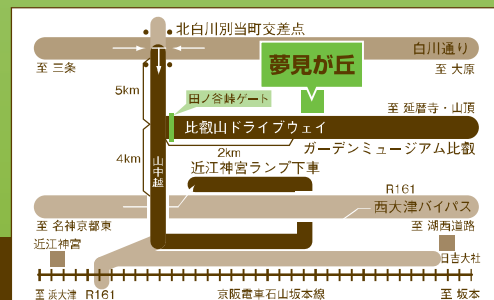 北白川別当町交差点
白川通り
至 三条
至 大原
夢見が丘
5km
田ノ谷峠ゲート
至 延暦寺・山頂
比叡山ドライブウェイ
ガーデンミュージアム比叡
2km
4km
山中越
近江神宮ランプ下車
R161
西大津バイパス
至 名神京都東
至 湖西道路
近江神宮
日吉大社
至 浜大津
R161
京阪電車石山坂本線
至 坂本